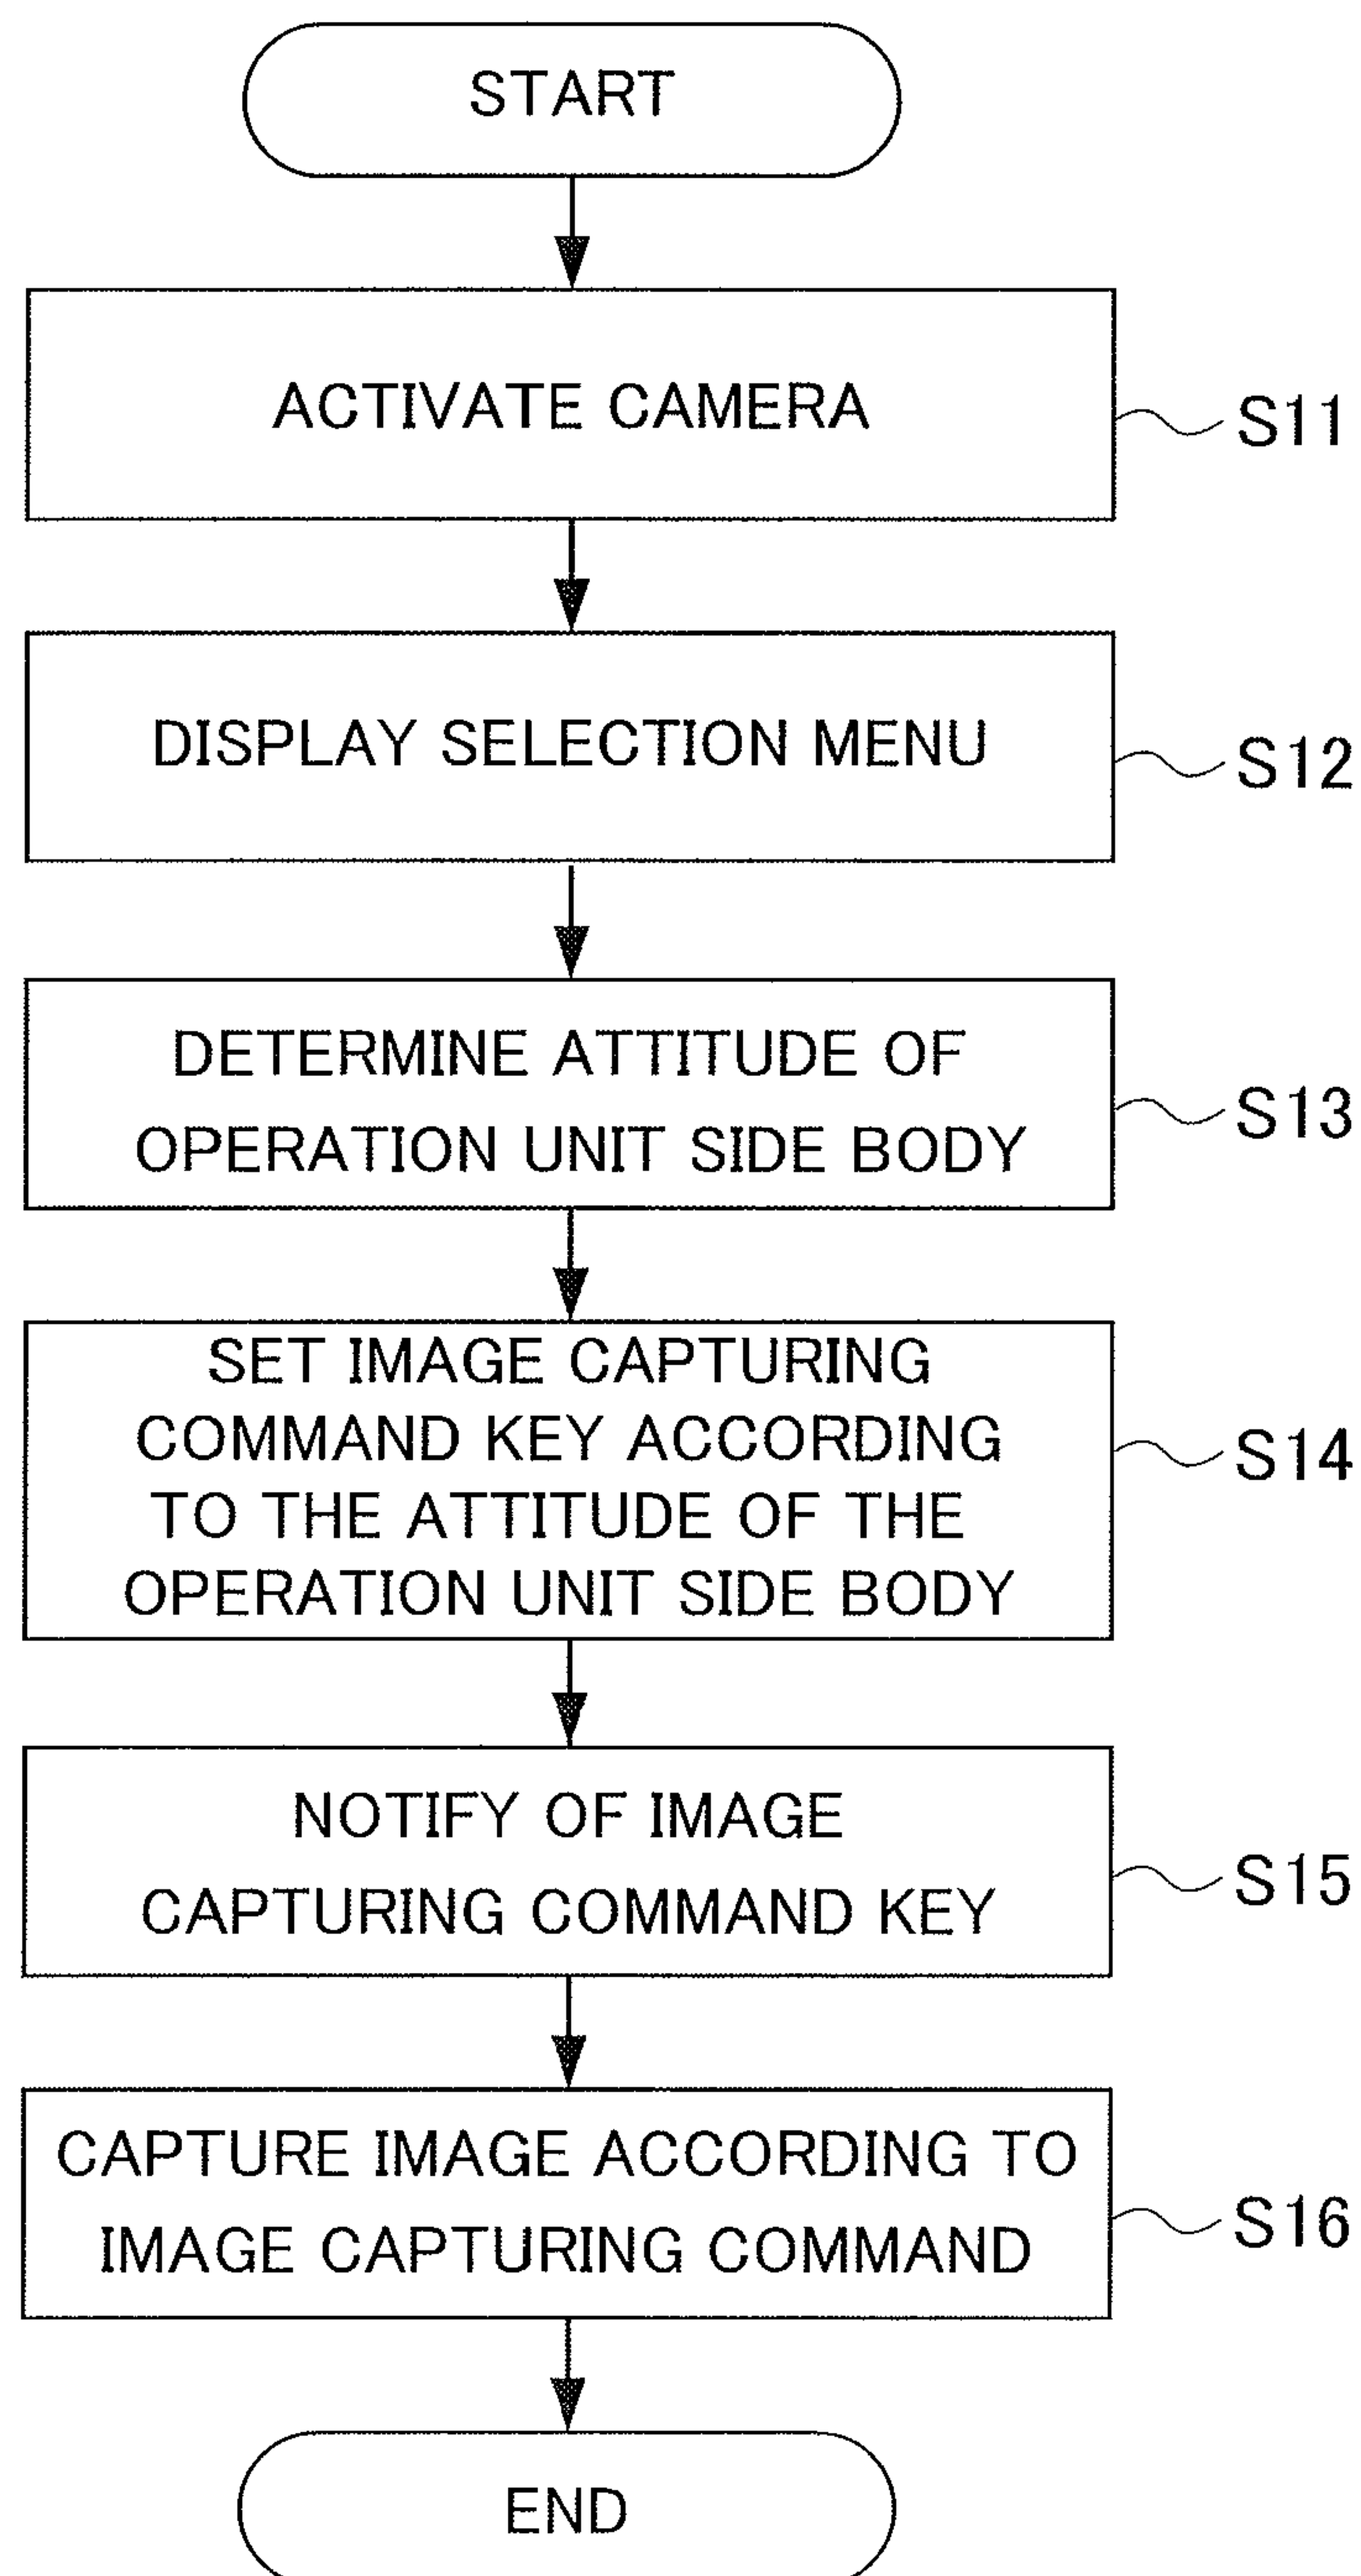 START
ACTIVATE CAMERA
S11
DISPLAY SELECTION MENU
S12
DETERMINE ATTITUDE OF
OPERATION UNIT SIDE BODY
S13
SET IMAGE CAPTURING
COMMAND KEY ACCORDING
TO THE ATTITUDE OF THE
OPERATION UNIT SIDE BODY
S14
NOTIFY OF IMAGE
CAPTURING COMMAND KEY
S15
CAPTURE IMAGE ACCORDING TO
IMAGE CAPTURING COMMAND
S16
END